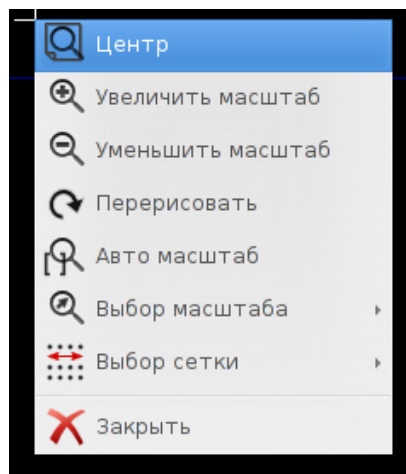 Центр
Увеличить масштаб
Уменьшить масштаб
Перерисовать
Авто масштаб
Выбор масштаба
Выбор сетки
Закрыть